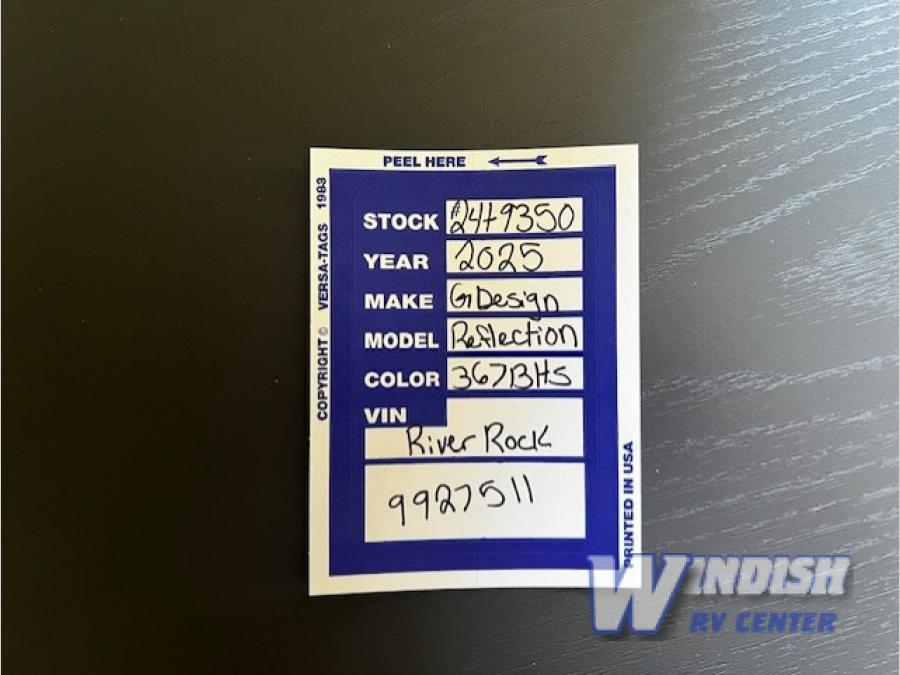 PEEL HERE
COPYRIGHT © VERSA-TAGS 1983
STOCK #24t9350
YEAR 2025
MAKE GDesign
MODEL Reflection
COLOR 367BHS
VIN
River Rock
9927511
PRINTED IN USA
WINDISH
RV CENTER